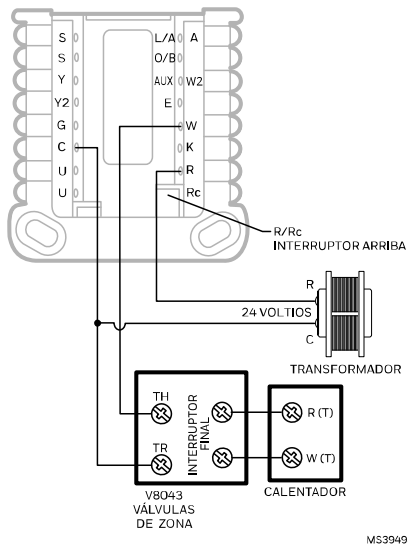 S L/A A
S O/B
Y AUX W2
Y2 E
G W
C K
U R
U Rc
R/Rc
INTERRUPTOR ARRIBA
R
24 VOLTIOS
C
TRANSFORMADOR
TH
TR
INTERRUPTOR
FINAL
R (T)
W (T)
V8043
VÁLVULAS
DE ZONA
CALENTADOR
MS3949